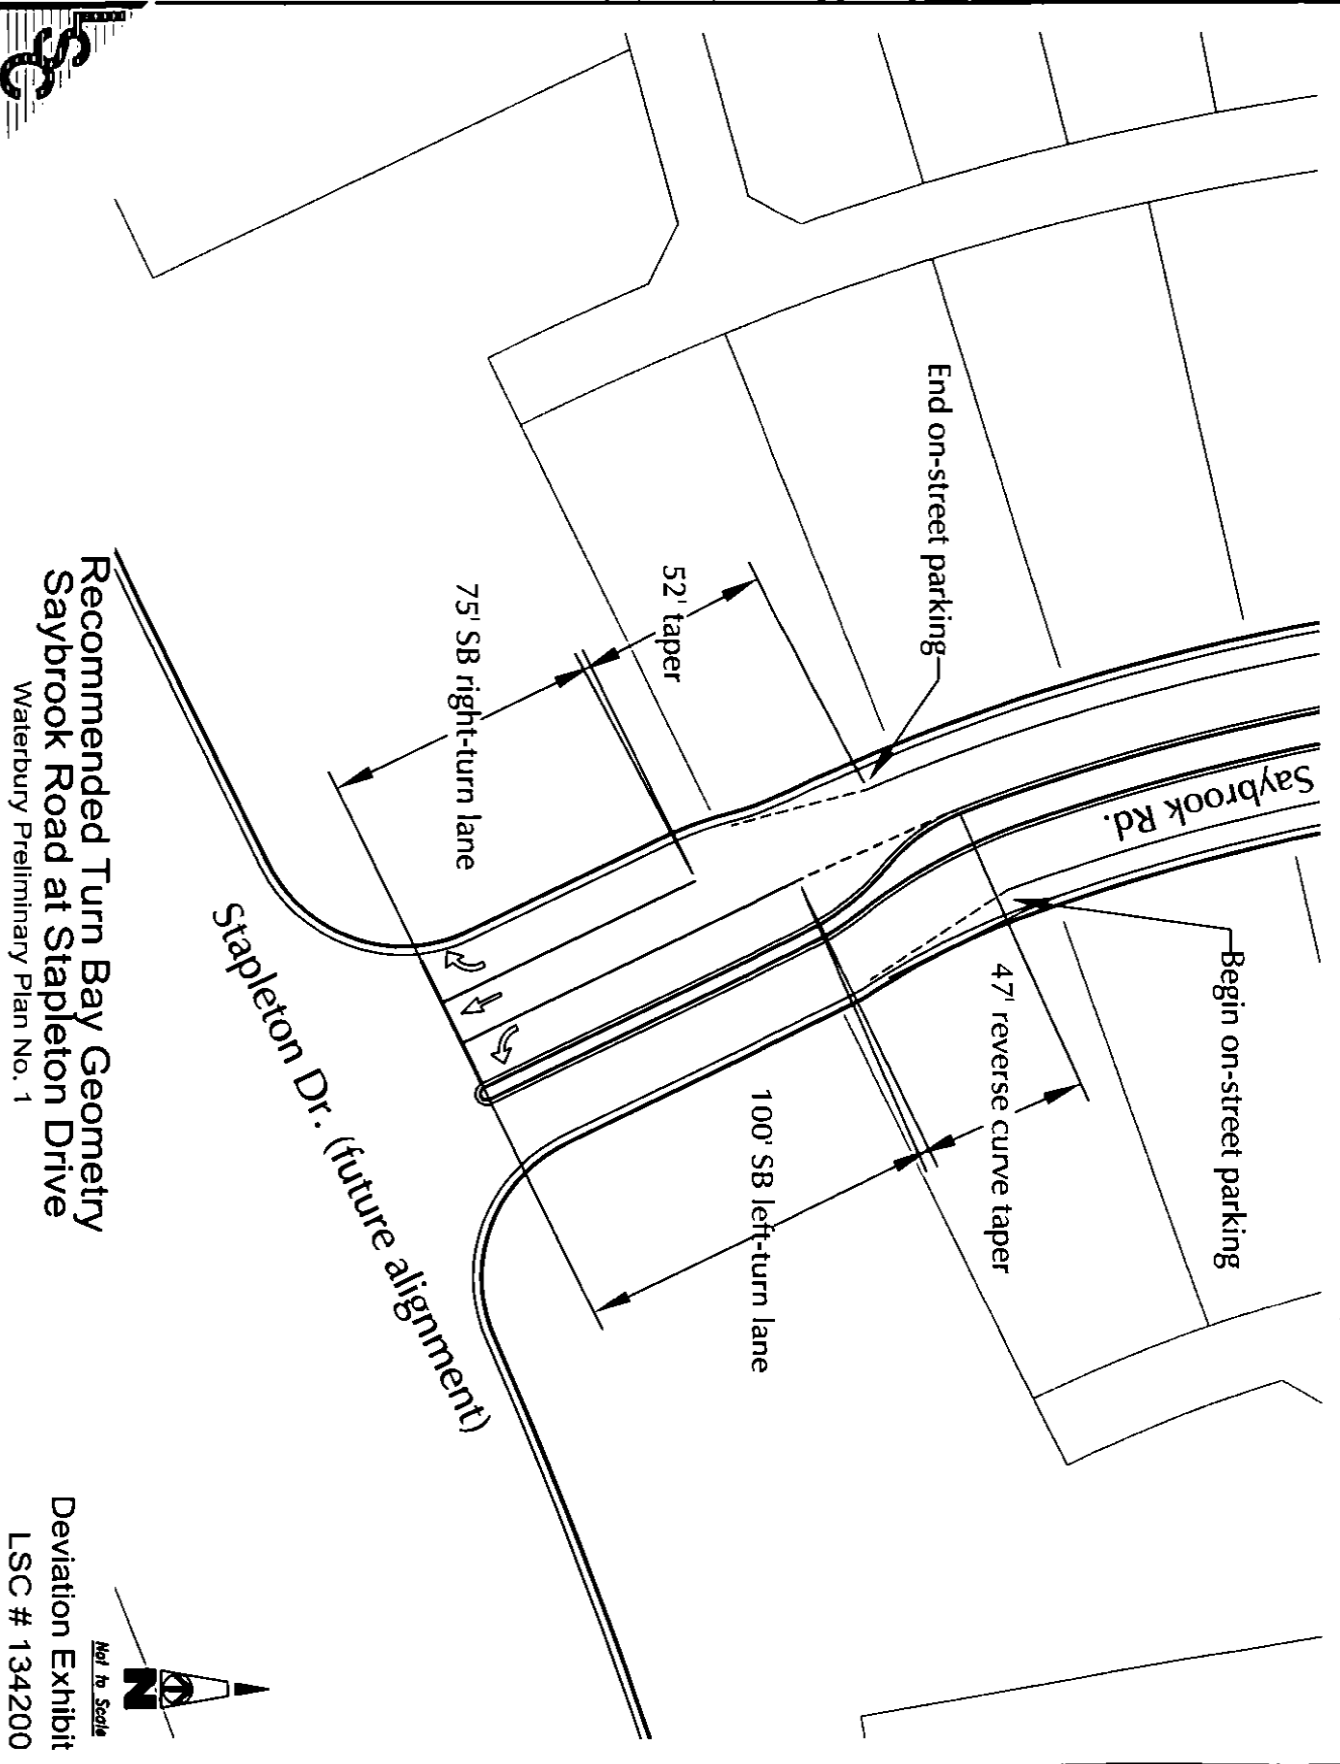 LSC
End on-street parking
52' taper
75' SB right-turn lane
Saybrook Rd.
Begin on-street parking
47' reverse curve taper
100' SB left-turn lane
Stapleton Dr. (future alignment)
Recommended Turn Bay Geometry
Saybrook Road at Stapleton Drive
Waterbury Preliminary Plan No. 1
N
Not to Scale
Deviation Exhibit
LSC # 134200